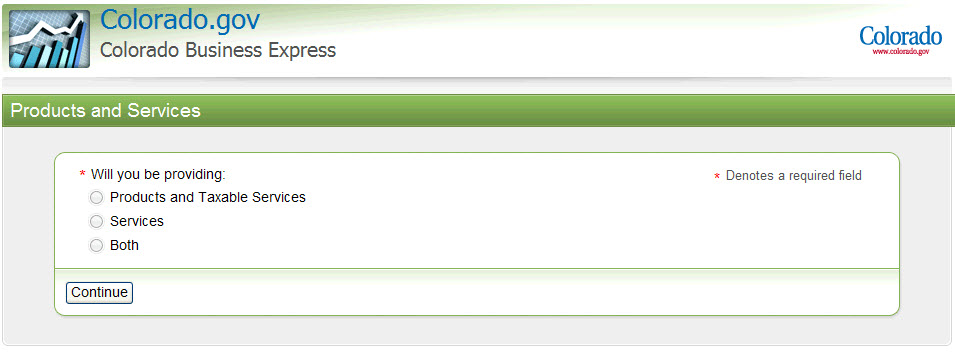 Colorado.gov
Colorado Business Express
Colorado
www.colorado.gov
Products and Services
* Will you be providing:
* Denotes a required field
Products and Taxable Services
Services
Both
Continue